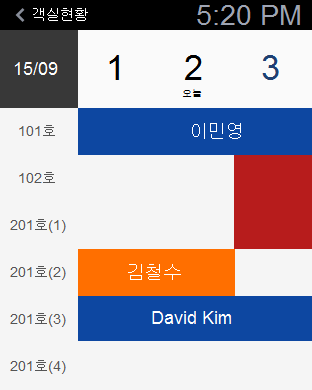 객실현황 5:20 PM
15/09 1 2 3
오늘
101호 이민영
102호
201호(1)
201호(2) 김철수
201호(3) David Kim
201호(4)